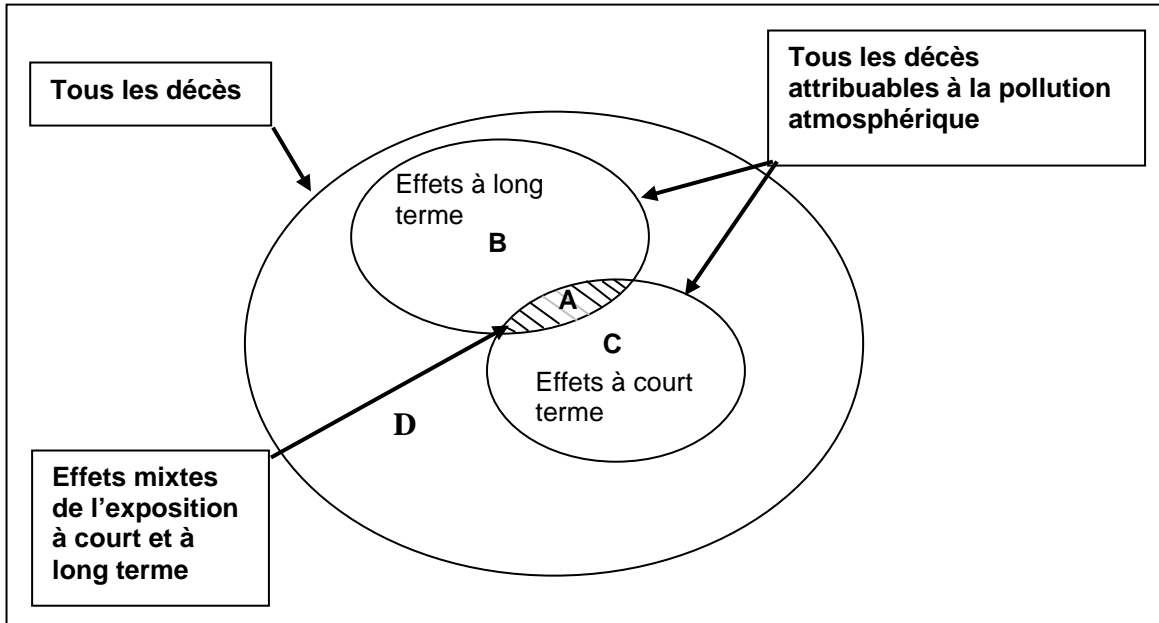 Tous les décès
Tous les décès
attribuables à la pollution
atmosphérique
Effets à long
terme
B
A
C
Effets à court
terme
D
Effets mixtes
de l’exposition
à court et à
long terme